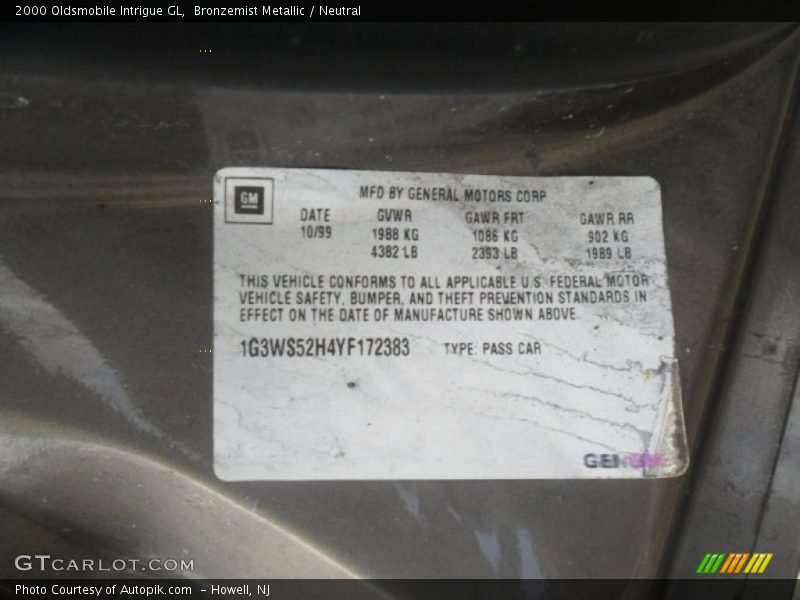 2000 Oldsmobile Intrigue GL,  Bronzemist Metallic / Neutral
GM
MFD BY GENERAL MOTORS CORP
DATE GVWR GAWR FRT GAWR RR
10/99 1988 KG 1086 KG 902 KG
4382 LB 2393 LB 1989 LB
THIS VEHICLE CONFORMS TO ALL APPLICABLE U.S. FEDERAL MOTOR
VEHICLE SAFETY, BUMPER, AND THEFT PREVENTION STANDARDS IN
EFFECT ON THE DATE OF MANUFACTURE SHOWN ABOVE.
1G3WS52H4YF172383 TYPE: PASS CAR
GTCARLOT.COM
Photo Courtesy of Autopik.com  - Howell, NJ